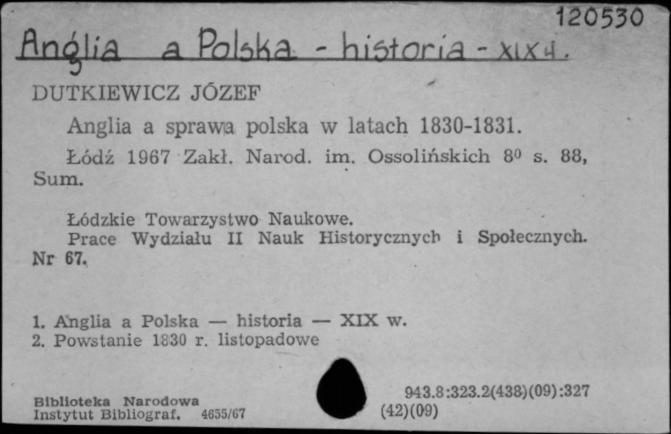 120530
Anglia a Polska - historia - XIX w.
DUTKIEWICZ JÓZEF
Anglia a sprawa polska w latach 1830-1831.
Łódź 1967 Zakł. Narod. im. Ossolińskich 8⁰ s. 88,
Sum.
Łódzkie Towarzystwo Naukowe.
Prace Wydziału II Nauk Historycznych i Społecznych.
Nr 67.
1. Anglia a Polska — historia — XIX w.
2. Powstanie 1830 r. listopadowe
Biblioteka Narodowa
Instytut Bibliograf. 4655/67
943.8:323.2(438)(09):327
(42)(09)